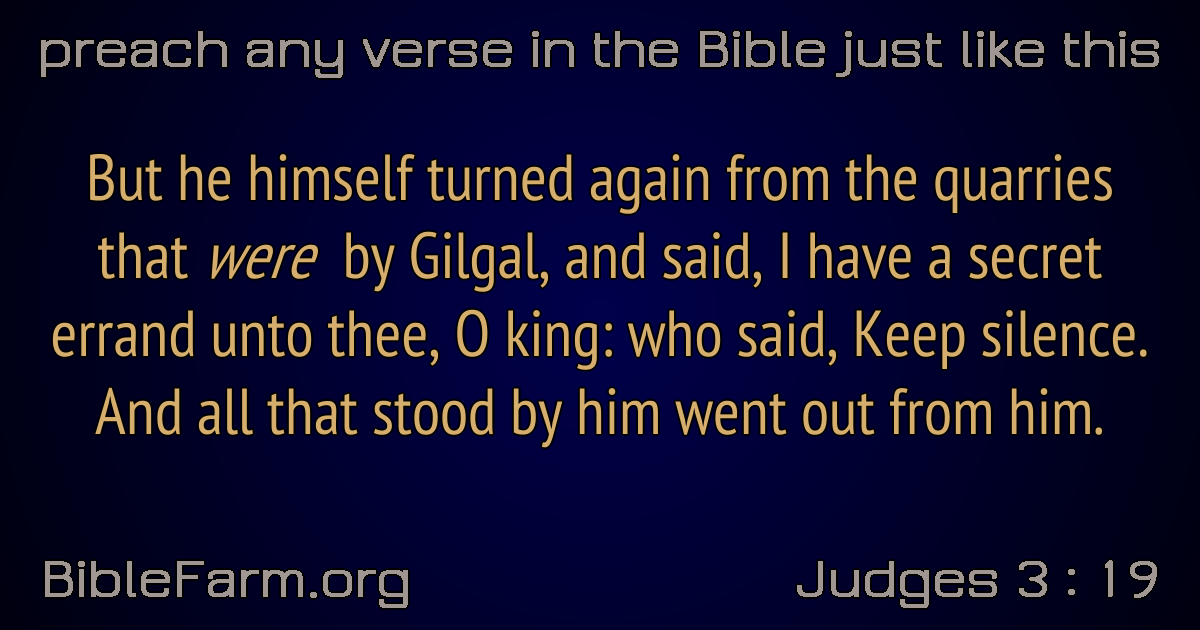 preach any verse in the Bible just like this
But he himself turned again from the quarries
that were by Gilgal, and said, I have a secret
errand unto thee, O king: who said, Keep silence.
And all that stood by him went out from him.
BibleFarm.org
Judges 3 : 19